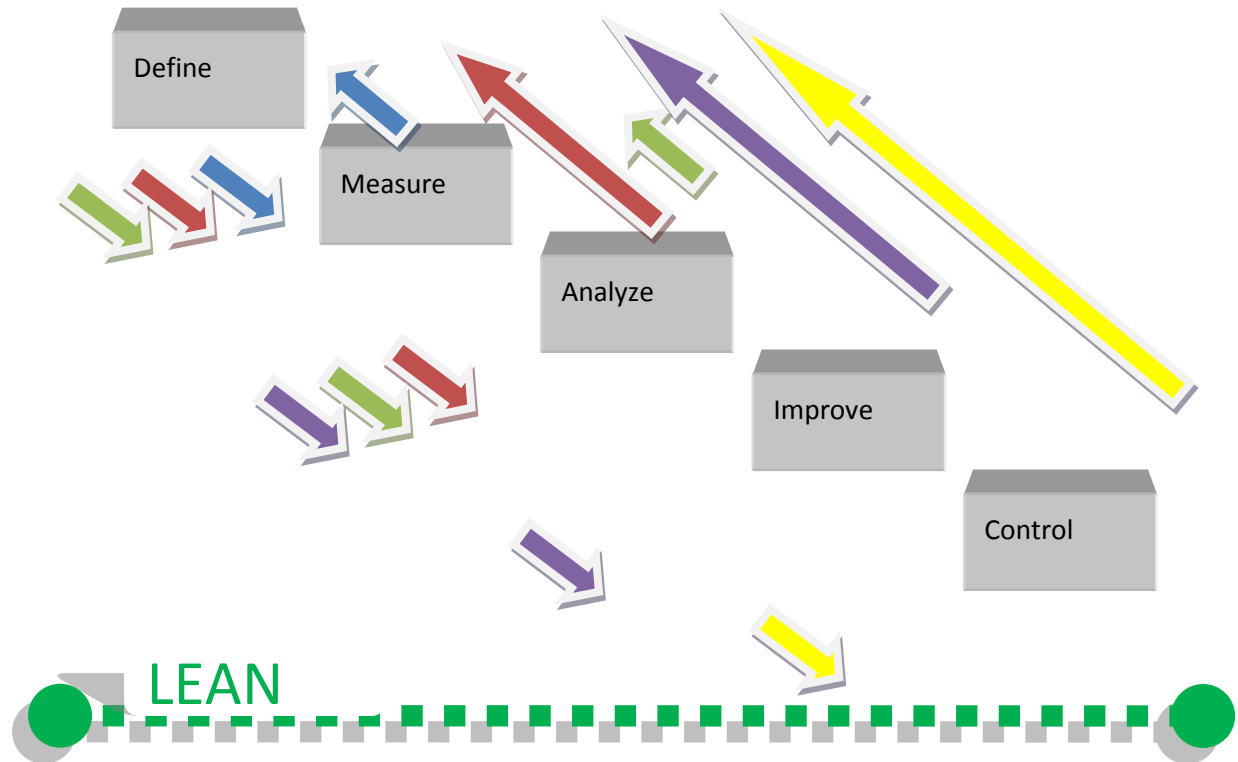 Define
Measure
Analyze
Improve
Control
LEAN